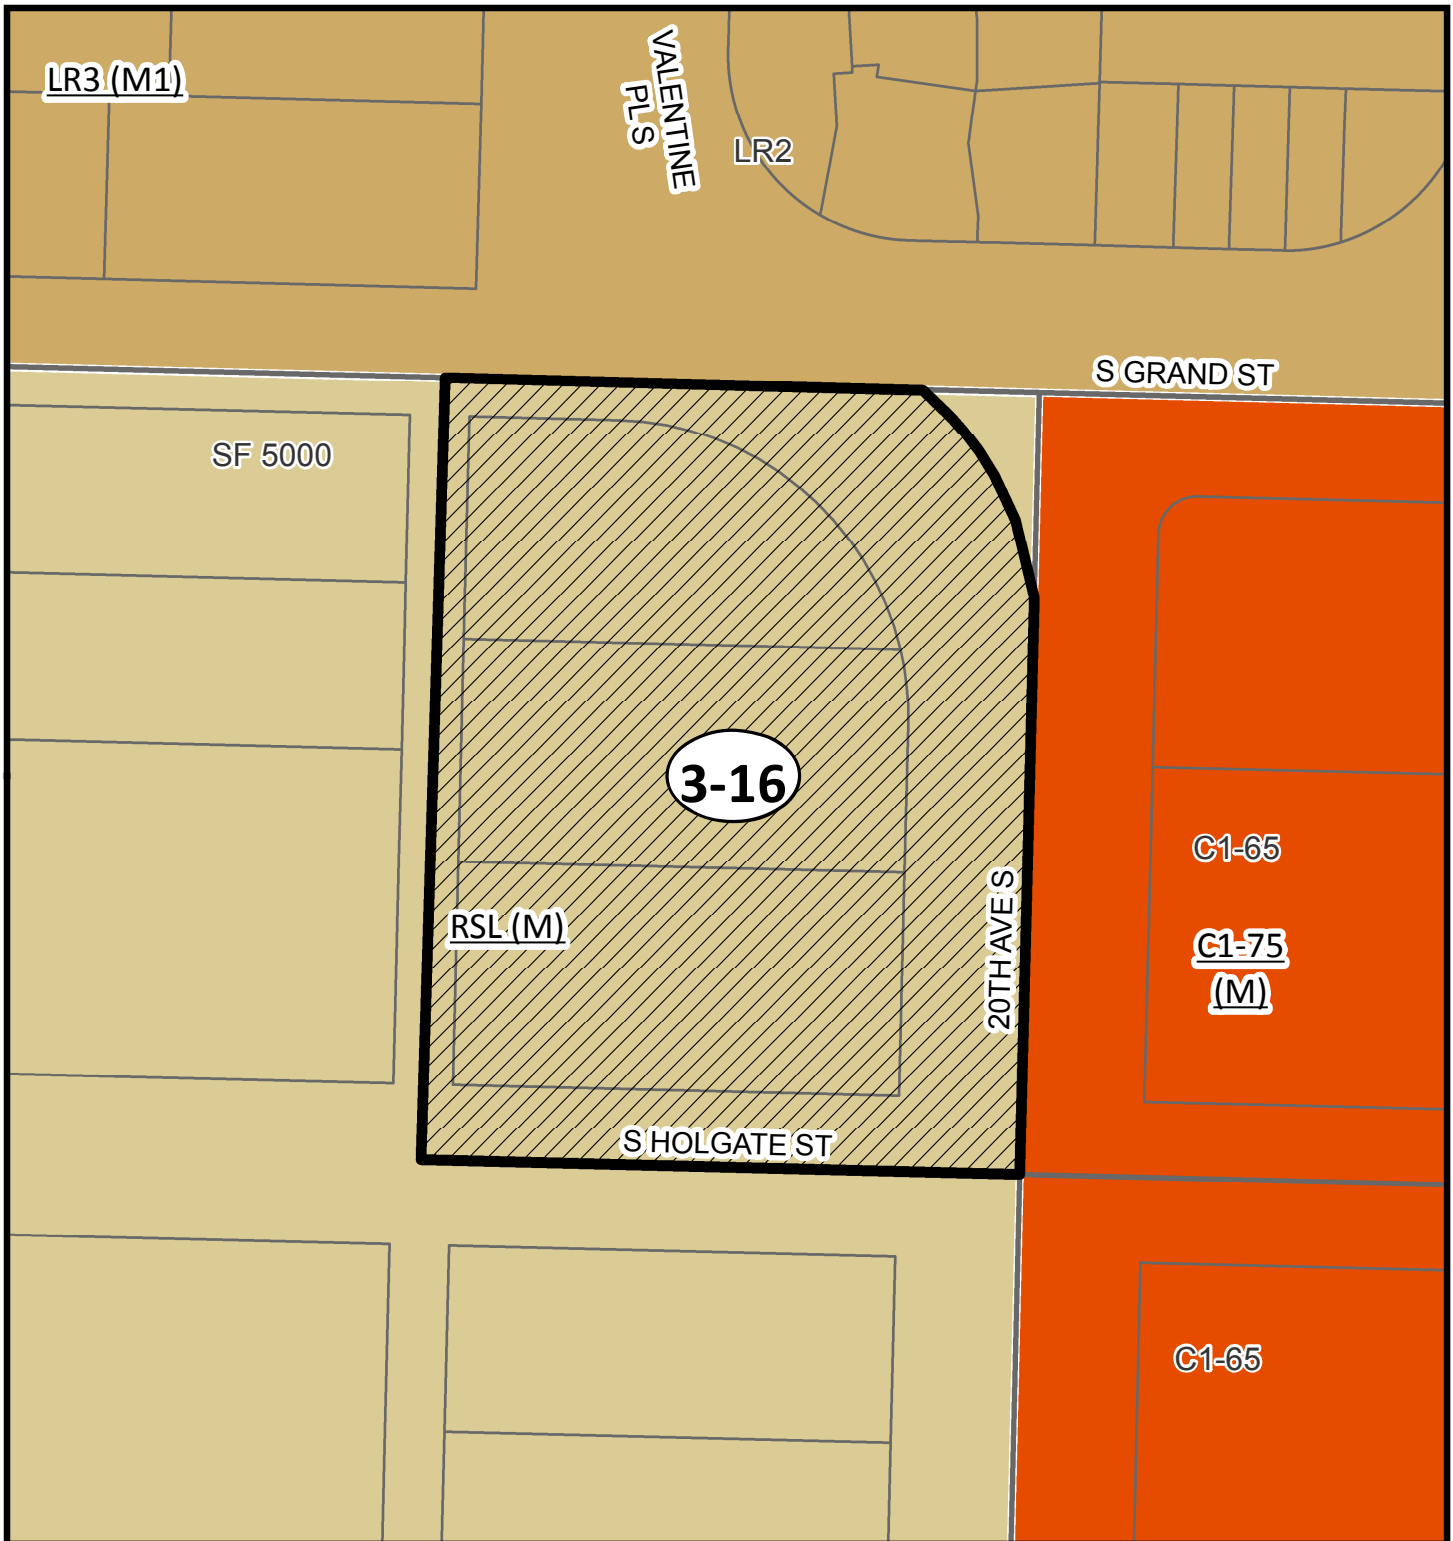 LR3 (M1)
VALENTINE
PL S
LR2
S GRAND ST
SF 5000
3-16
C1-65
RSL (M)
20TH AVE S
C1-75
(M)
S HOLGATE ST
C1-65